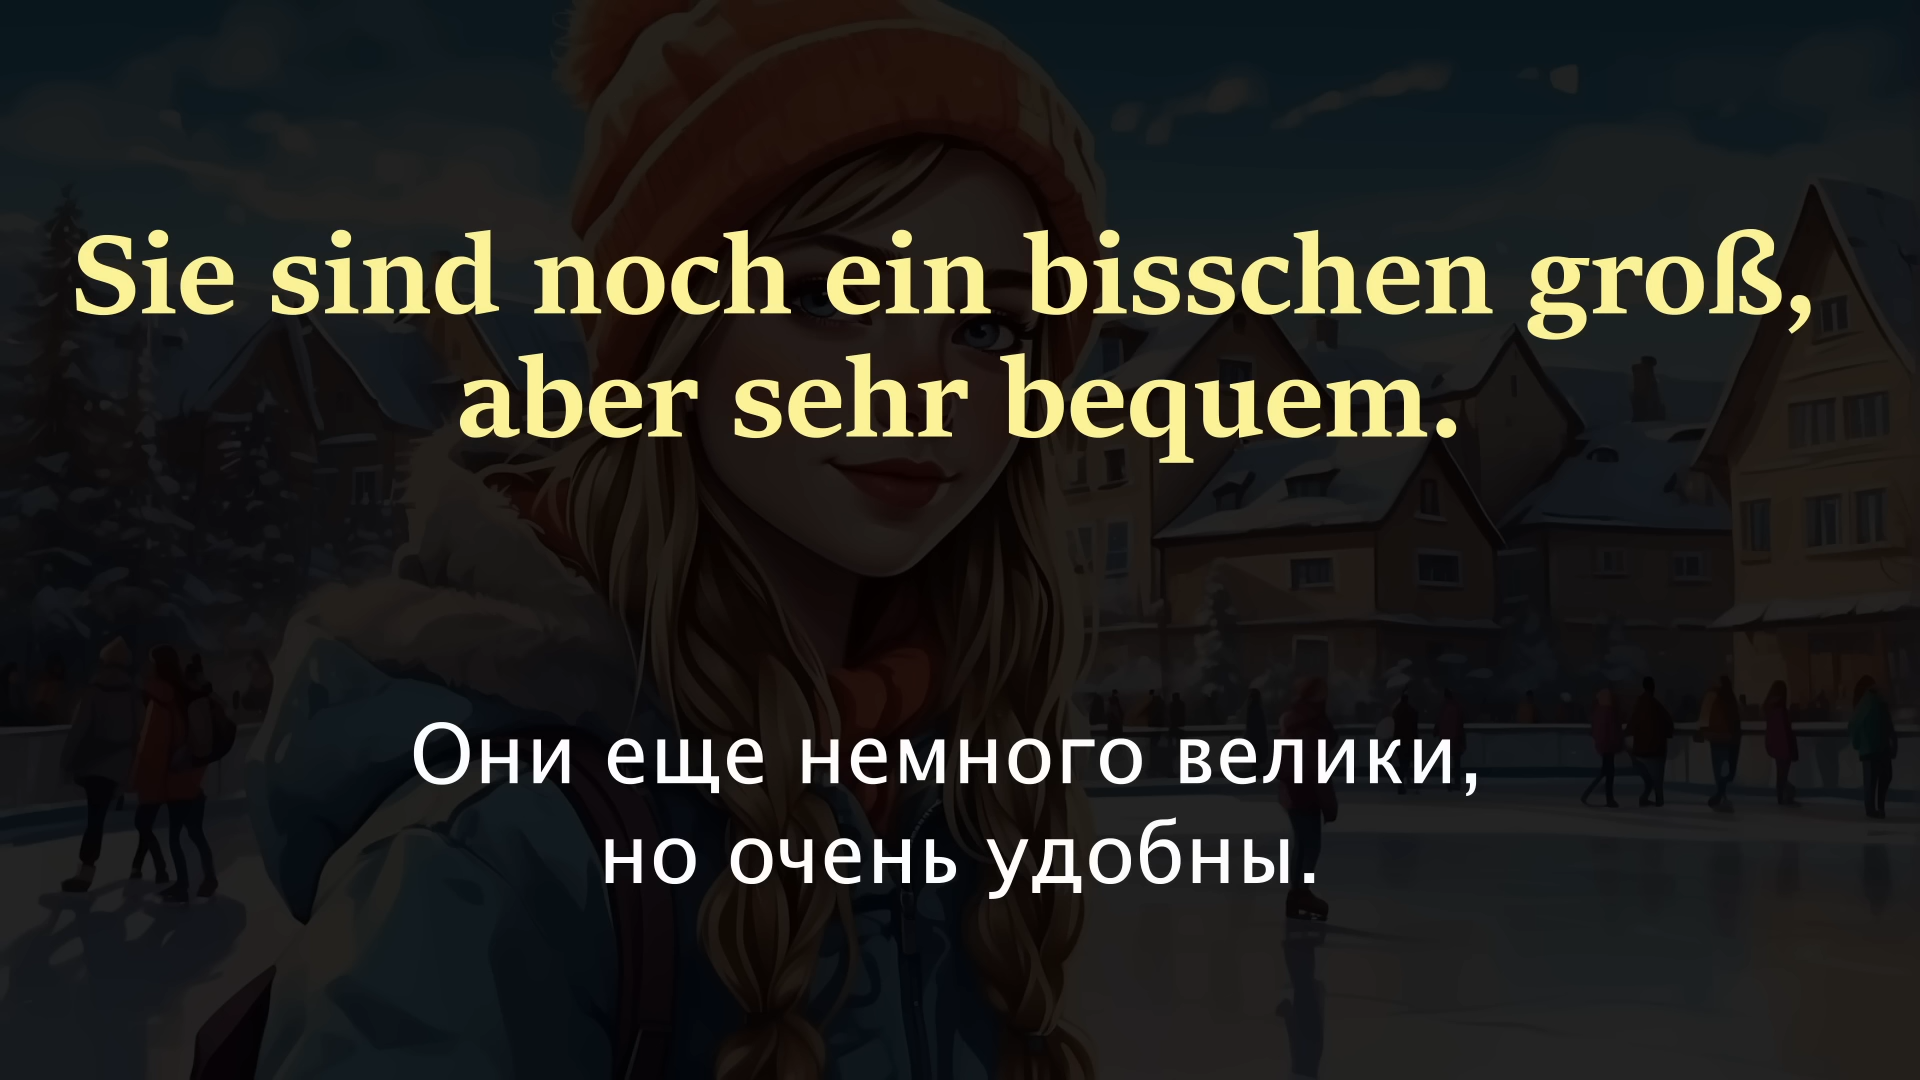 Sie sind noch ein bisschen groß,
aber sehr bequem.
Они еще немного велики,
но очень удобны.